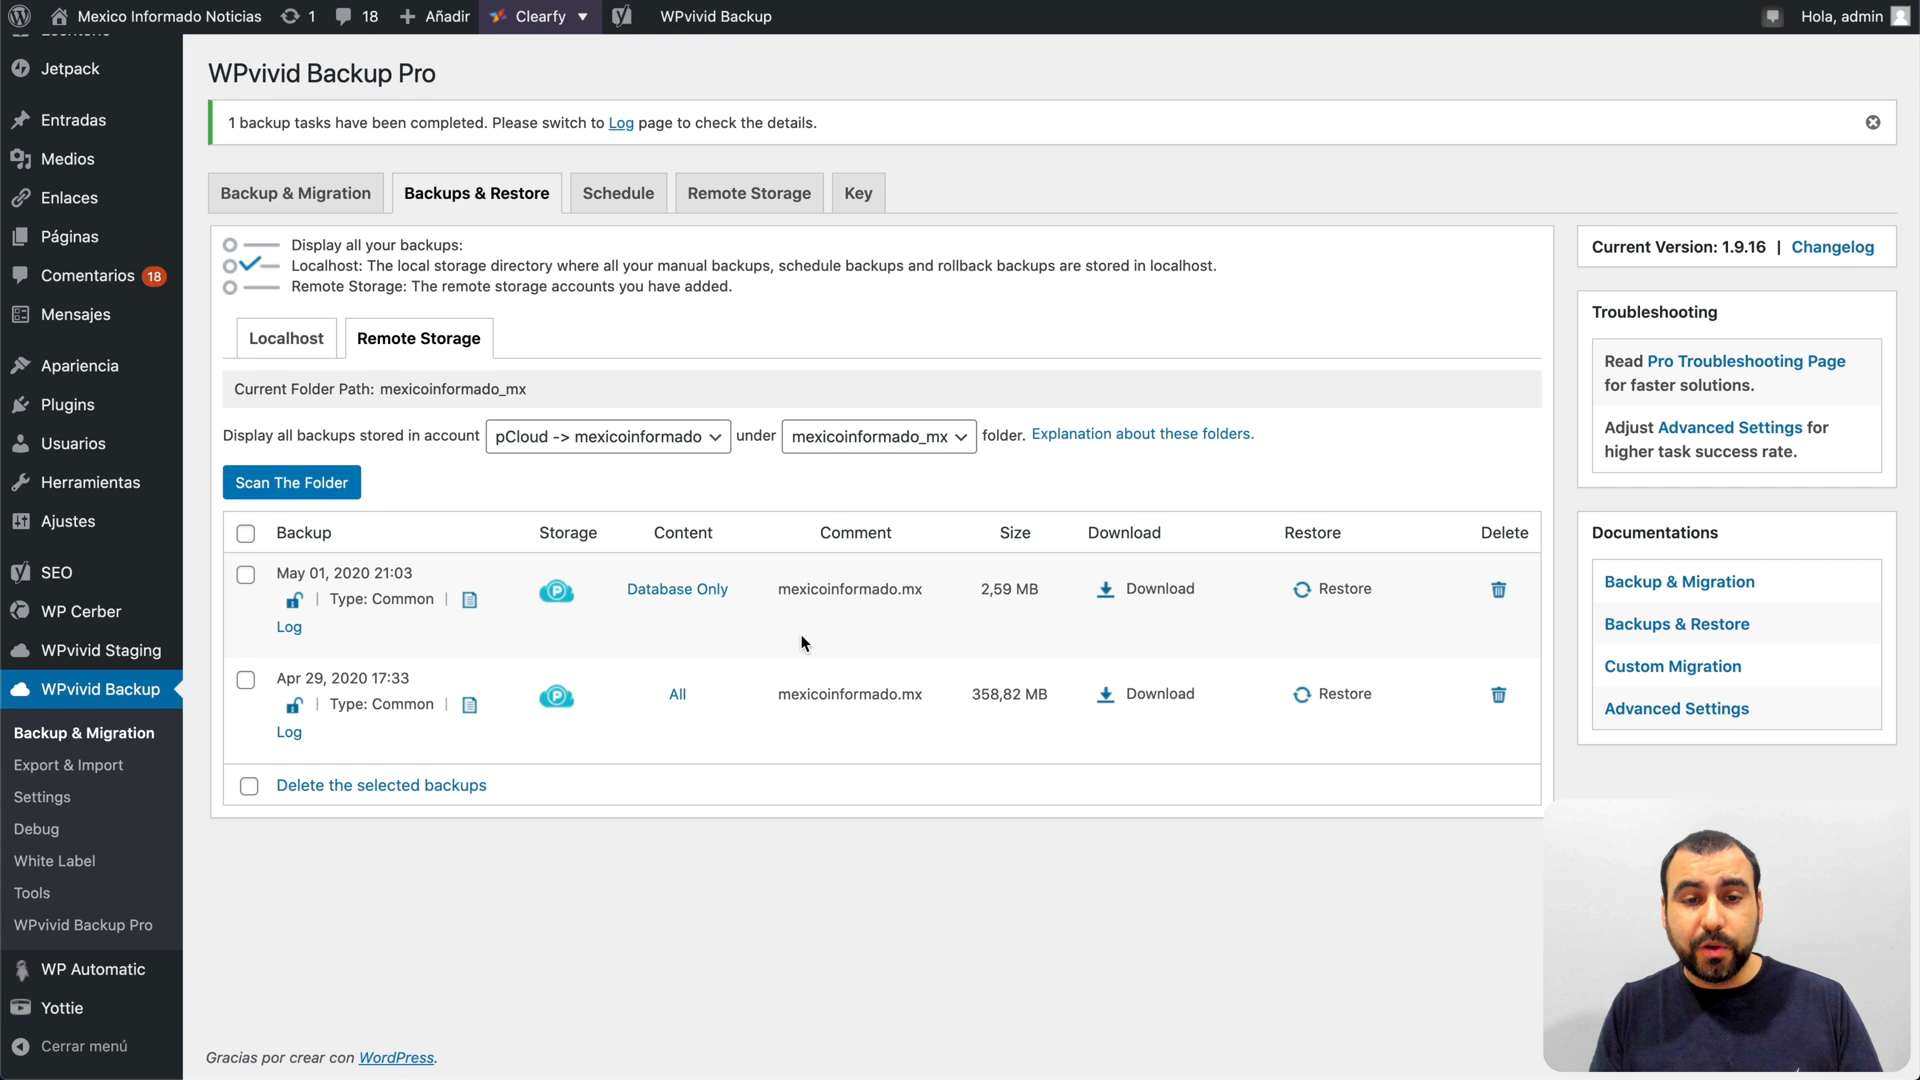 Mexico Informado Noticias 1 18 Añadir Clearfy WPvivid Backup Hola, admin
Jetpack
Entradas
Medios
Enlaces
Páginas
Comentarios 18
Mensajes
Apariencia
Plugins
Usuarios
Herramientas
Ajustes
SEO
WP Cerber
WPvivid Staging
WPvivid Backup
Backup & Migration
Export & Import
Settings
Debug
White Label
Tools
WPvivid Backup Pro
WP Automatic
Yottie
Cerrar menú
WPvivid Backup Pro
1 backup tasks have been completed. Please switch to Log page to check the details.
Backup & Migration Backups & Restore Schedule Remote Storage Key
Display all your backups:
Localhost: The local storage directory where all your manual backups, schedule backups and rollback backups are stored in localhost.
Remote Storage: The remote storage accounts you have added.
Localhost Remote Storage
Current Folder Path: mexicoinformado_mx
Display all backups stored in account pCloud -> mexicoinformado under mexicoinformado_mx folder. Explanation about these folders.
Scan The Folder
Backup Storage Content Comment Size Download Restore Delete
May 01, 2020 21:03
P Database Only mexicoinformado.mx 2,59 MB Download Restore
| Type: Common |
Log
Apr 29, 2020 17:33
P All mexicoinformado.mx 358,82 MB Download Restore
| Type: Common |
Log
Delete the selected backups
Current Version: 1.9.16 | Changelog
Troubleshooting
Read Pro Troubleshooting Page
for faster solutions.
Adjust Advanced Settings for
higher task success rate.
Documentations
Backup & Migration
Backups & Restore
Custom Migration
Advanced Settings
Gracias por crear con WordPress.